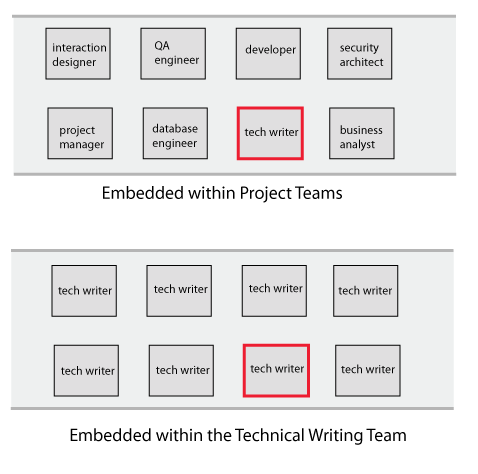 interaction
designer
QA
engineer
developer
security
architect
project
manager
database
engineer
tech writer
business
analyst
Embedded within Project Teams
tech writer
tech writer
tech writer
tech writer
tech writer
tech writer
tech writer
tech writer
Embedded within the Technical Writing Team